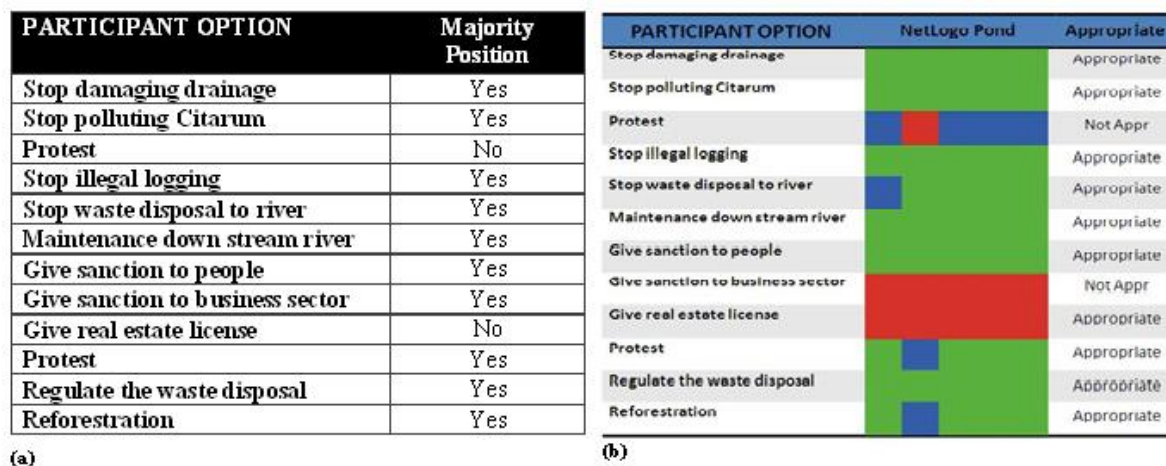 PARTICIPANT OPTION Majority Position
Stop damaging drainage Yes
Stop polluting Citarum Yes
Protest No
Stop illegal logging Yes
Stop waste disposal to river Yes
Maintenance down stream river Yes
Give sanction to people Yes
Give sanction to business sector Yes
Give real estate license No
Protest Yes
Regulate the waste disposal Yes
Reforestration Yes
(a)
PARTICIPANT OPTION NetLogo Pond Appropriate
Stop damaging drainage Appropriate
Stop polluting Citarum Appropriate
Protest Not Appr
Stop illegal logging Appropriate
Stop waste disposal to river Appropriate
Maintenance down stream river Appropriate
Give sanction to people Appropriate
Give sanction to business sector Not Appr
Give real estate license Appropriate
Protest Appropriate
Regulate the waste disposal Appropriate
Reforestration Appropriate
(b)